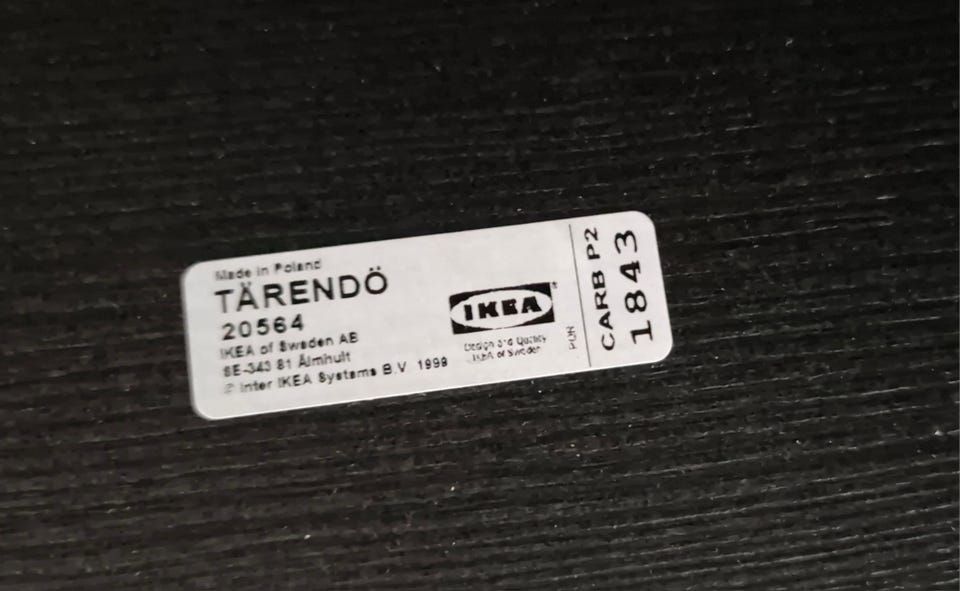 Made in Poland
TÄRENDÖ
20564
IKEA of Sweden AB
SE-343 81 Älmhult
© Inter IKEA Systems B.V. 1999
IKEA®
Design and Quality
IKEA of Sweden
CARB P2
1843